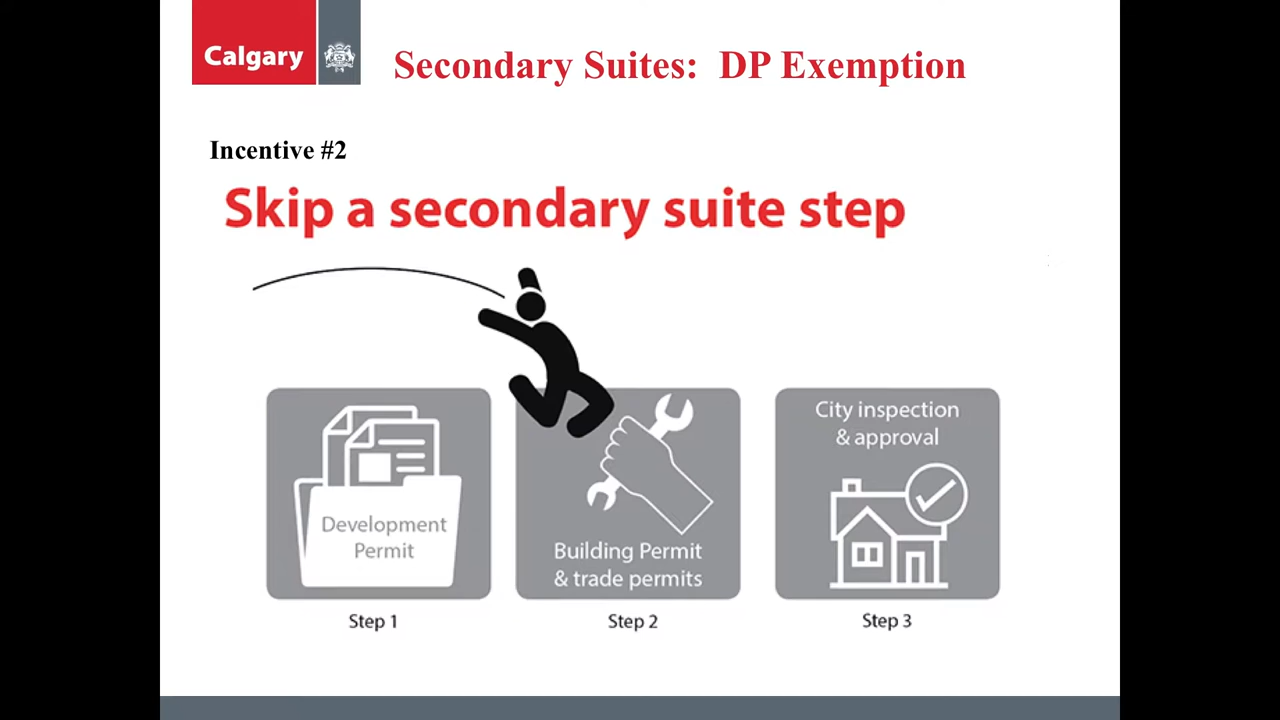 Calgary
Secondary Suites: DP Exemption
Incentive #2
Skip a secondary suite step
Development
Permit
Step 1
Building Permit
& trade permits
Step 2
City inspection
& approval
Step 3